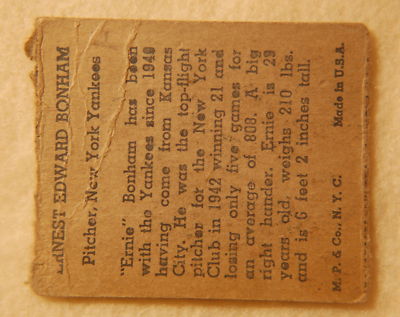 ERNEST EDWARD BONHAM
Pitcher, New York Yankees
"Ernie" Bonham has been
with the Yankees since 1940
having come from Kansas
City. He was the top-flight
pitcher for the New York
Club in 1942 winning 21 and
losing only five games for
an average of 808. A big
right hander. Ernie is 29
years old. weighs 210 lbs.
and is 6 feet 2 inches tall.
M. P. & Co., N. Y. C. Made in U.S.A.